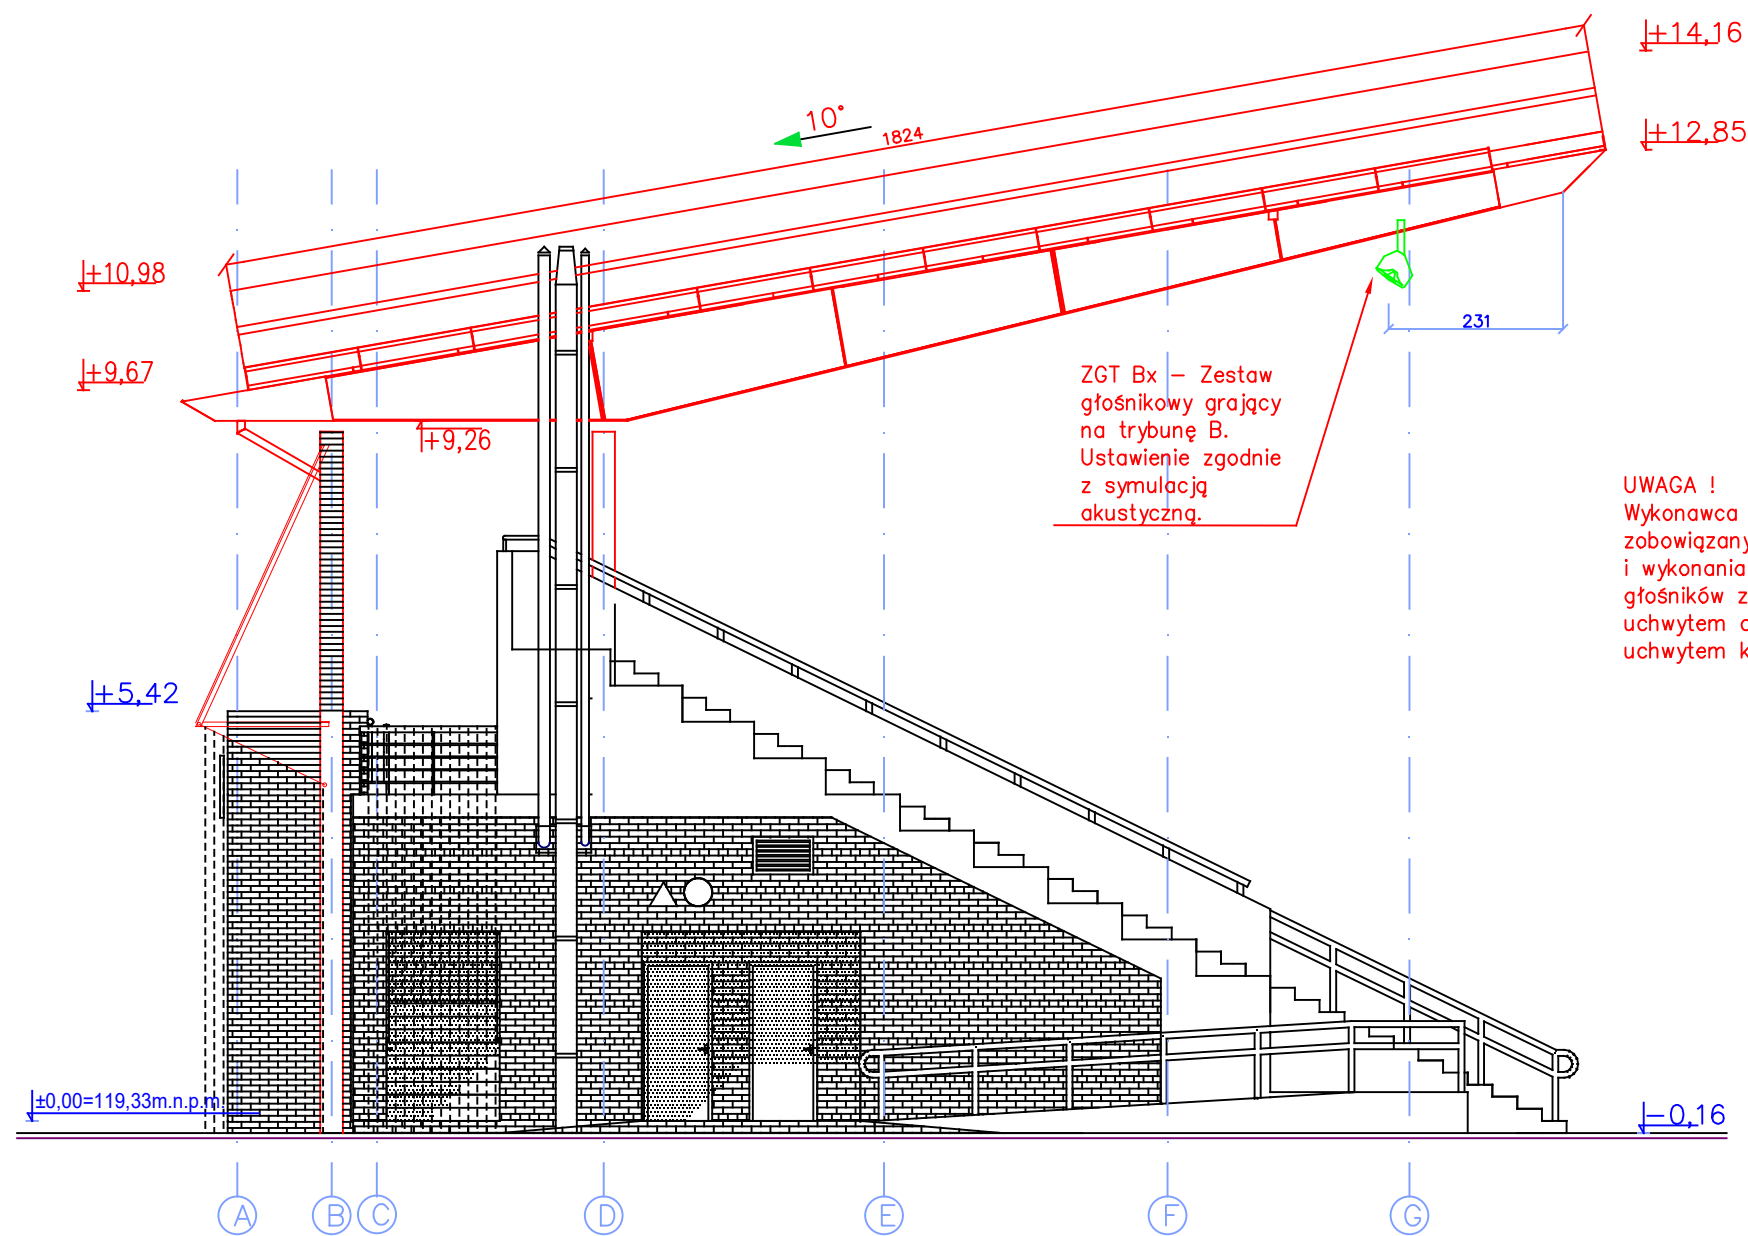 +14,16
10°
1824
+12,85
+10,98
231
+9,67
ZGT Bx – Zestaw
głośnikowy grający
na trybunę B.
Ustawienie zgodnie
z symulacją
akustyczną.
+9,26
UWAGA !
Wykonawca
zobowiązany
i wykonania
głośników z
uchwytem
uchwytem k
+5,42
±0,00=119,33m.n.p.m
-0,16
A
B
C
D
E
F
G